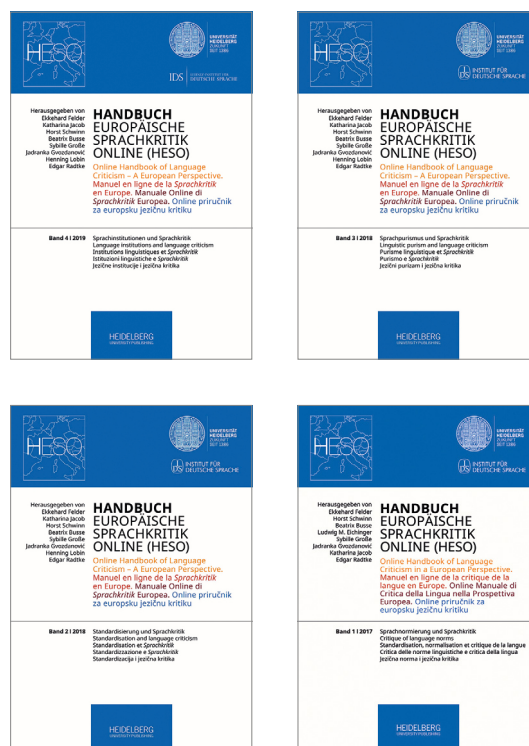 HESO
UNIVERSITÄT
HEIDELBERG
ZUKUNFT
SEIT 1386
IDS
DEUTSCHE SPRACHE
Herausgegeben von
Ekkehard Felder
Katharina Jacob
Horst Schwinn
Beatrix Busse
Sybille Große
Jadranka Gvozdanović
Henning Lobin
Edgar Radtke
HANDBUCH
EUROPÄISCHE
SPRACHKRITIK
ONLINE (HESO)
Online Handbook of Language
Criticism – A European Perspective.
Manuel en ligne de la Sprachkritik
en Europe. Manuale Online di
Sprachkritik Europea. Online priručnik
za europsku jezičnu kritiku
Band 4 I 2019
Sprachinstitutionen und Sprachkritik
Language institutions and language criticism
Institutions linguistiques et Sprachkritik
Istituzioni linguistiche e Sprachkritik
Jezične institucije i jezična kritika
HEIDELBERG
UNIVERSITY PUBLISHING
HESO
UNIVERSITÄT
HEIDELBERG
ZUKUNFT
SEIT 1386
INSTITUT FÜR
DEUTSCHE SPRACHE
Herausgegeben von
Ekkehard Felder
Katharina Jacob
Horst Schwinn
Beatrix Busse
Sybille Große
Jadranka Gvozdanović
Henning Lobin
Edgar Radtke
HANDBUCH
EUROPÄISCHE
SPRACHKRITIK
ONLINE (HESO)
Online Handbook of Language
Criticism – A European Perspective.
Manuel en ligne de la Sprachkritik
en Europe. Manuale Online di
Sprachkritik Europea. Online priručnik
za europsku jezičnu kritiku
Band 3 I 2018
Sprachpurismus und Sprachkritik
Linguistic purism and language criticism
Purisme linguistique et Sprachkritik
Purismo e Sprachkritik
Jezični purizam i jezična kritika
HEIDELBERG
UNIVERSITY PUBLISHING
HESO
UNIVERSITÄT
HEIDELBERG
ZUKUNFT
SEIT 1386
INSTITUT FÜR
DEUTSCHE SPRACHE
Herausgegeben von
Ekkehard Felder
Katharina Jacob
Horst Schwinn
Beatrix Busse
Sybille Große
Jadranka Gvozdanović
Henning Lobin
Edgar Radtke
HANDBUCH
EUROPÄISCHE
SPRACHKRITIK
ONLINE (HESO)
Online Handbook of Language
Criticism – A European Perspective.
Manuel en ligne de la Sprachkritik
en Europe. Manuale Online di
Sprachkritik Europea. Online priručnik
za europsku jezičnu kritiku
Band 2 I 2018
Standardisierung und Sprachkritik
Standardisation and language criticism
Standardisation et Sprachkritik
Standardizzazione e Sprachkritik
Standardizacija i jezična kritika
HEIDELBERG
UNIVERSITY PUBLISHING
HESO
UNIVERSITÄT
HEIDELBERG
ZUKUNFT
SEIT 1386
INSTITUT FÜR
DEUTSCHE SPRACHE
Herausgegeben von
Ekkehard Felder
Horst Schwinn
Beatrix Busse
Ludwig M. Eichinger
Sybille Große
Jadranka Gvozdanović
Katharina Jacob
Edgar Radtke
HANDBUCH
EUROPÄISCHE
SPRACHKRITIK
ONLINE (HESO)
Online Handbook of Language
Criticism in a European Perspective.
Manuel en ligne de la critique de la
langue en Europe. Online Manuale di
Critica della Lingua nella Prospettiva
Europea. Online priručnik za
europsku jezičnu kritiku
Band 1 I 2017
Sprachnormierung und Sprachkritik
Critique of language norms
Standardisation, normalisation et critique de la langue
Critica delle norme linguistiche e critica della lingua
Jezična norma i jezična kritika
HEIDELBERG
UNIVERSITY PUBLISHING